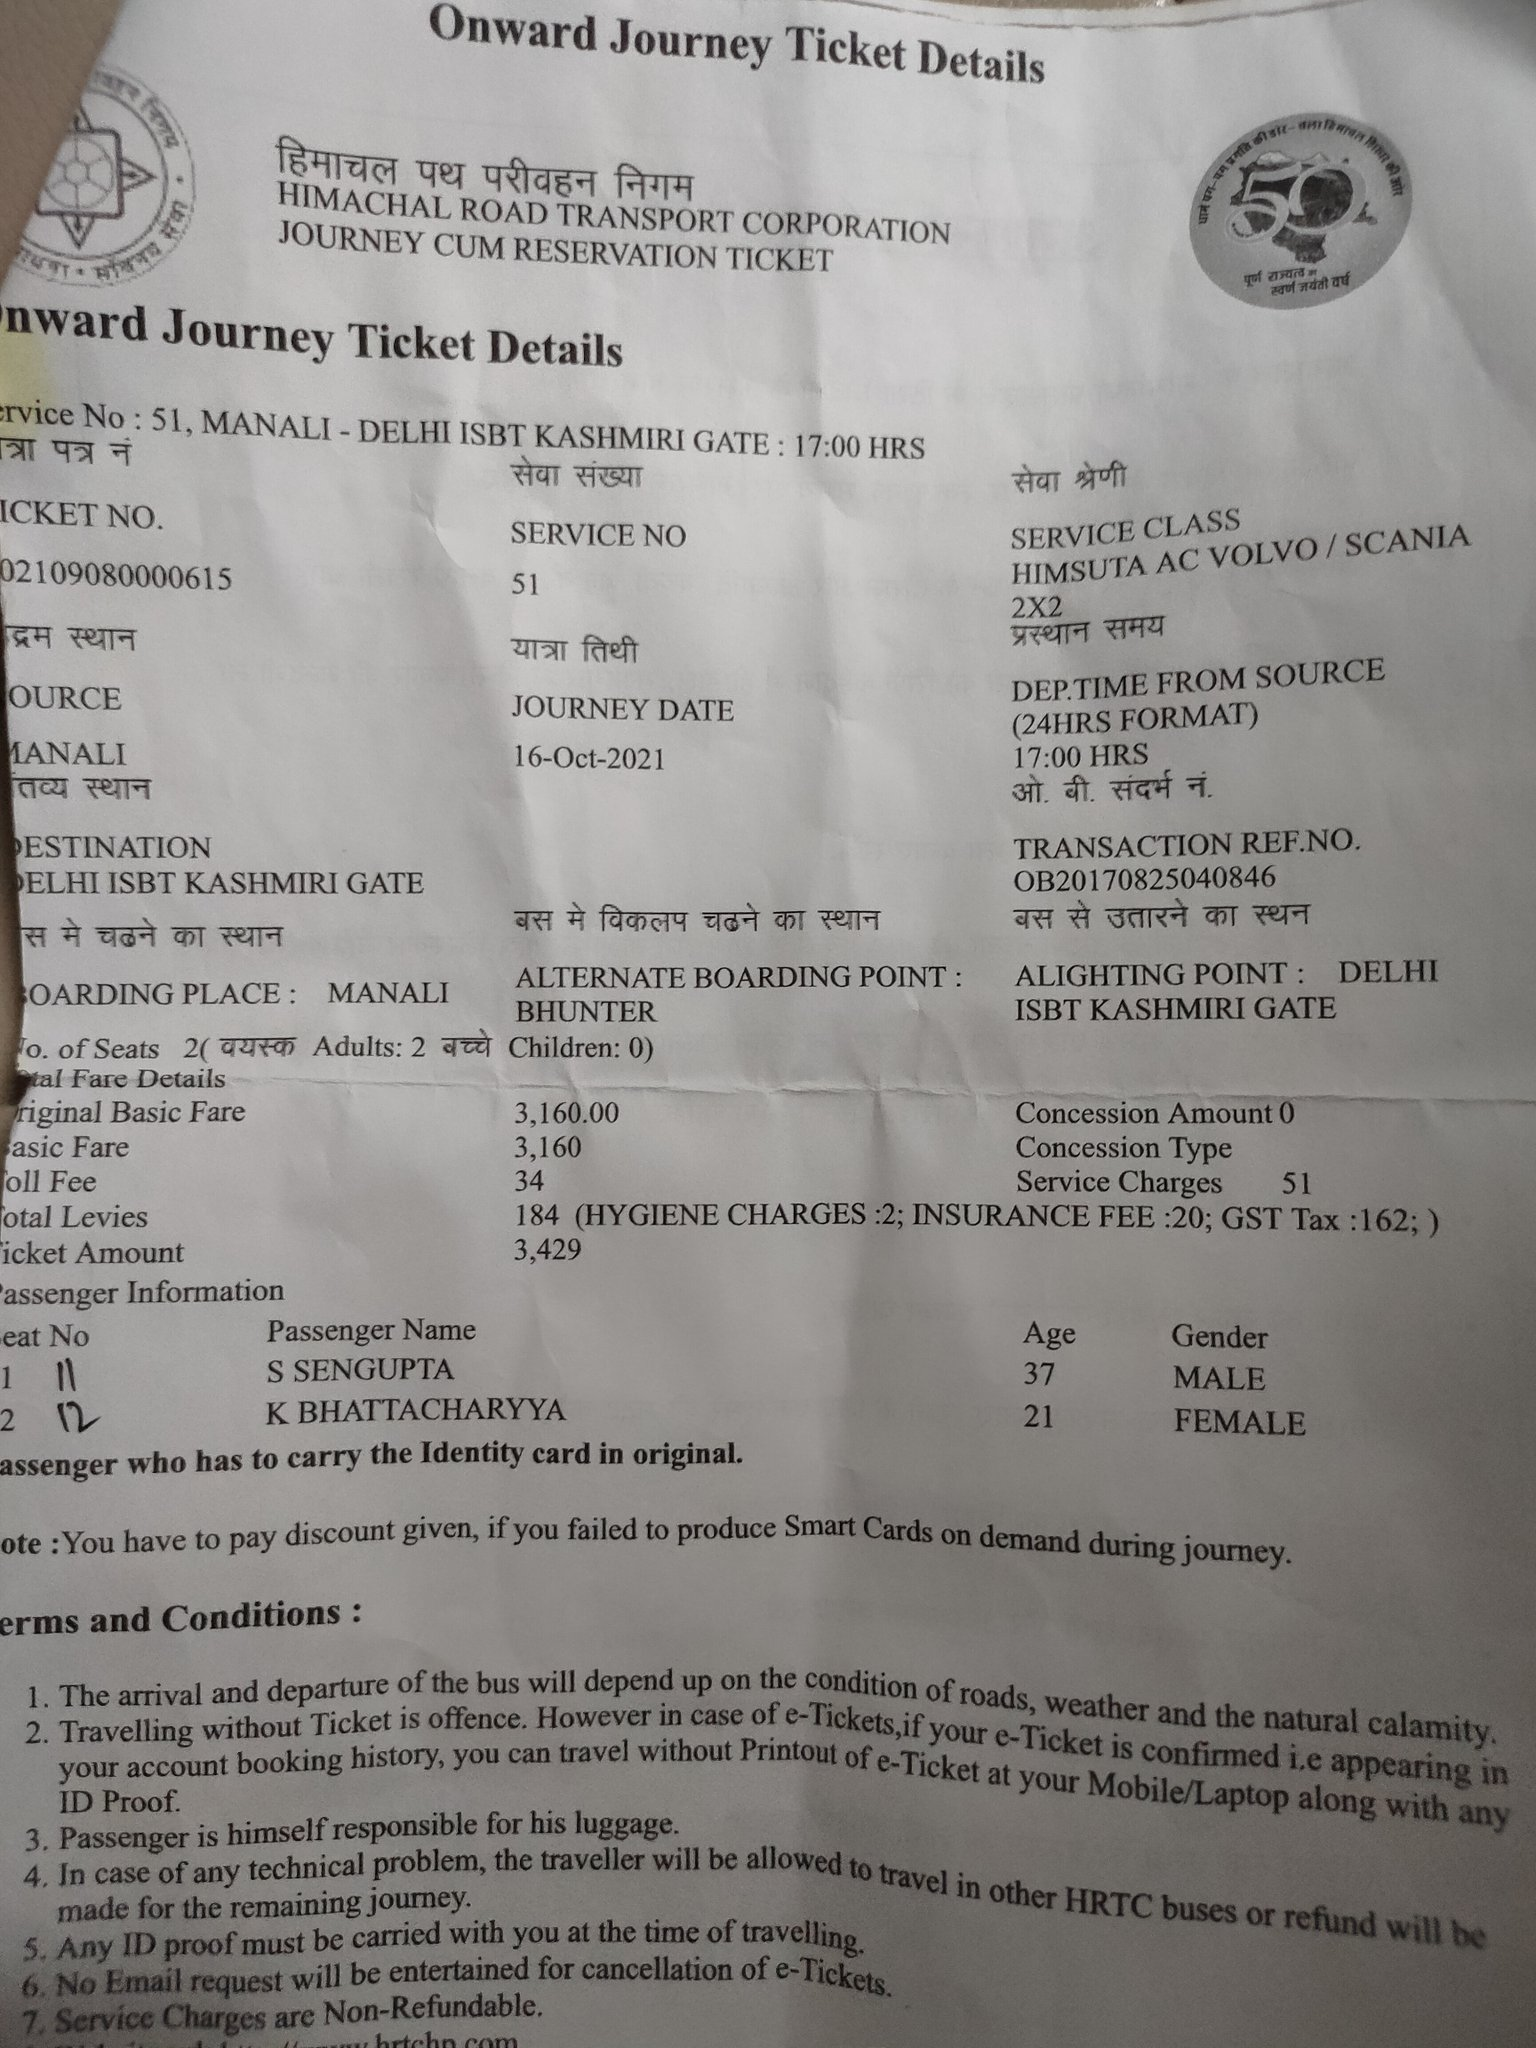 Onward Journey Ticket Details
हिमाचल पथ परीवहन निगम
HIMACHAL ROAD TRANSPORT CORPORATION
JOURNEY CUM RESERVATION TICKET
50
पूर्ण राज्यत्व का
स्वर्ण जयंती वर्ष
nward Journey Ticket Details
ervice No : 51, MANALI - DELHI ISBT KASHMIRI GATE : 17:00 HRS
त्रा पत्र नं सेवा संख्या सेवा श्रेणी
ICKET NO. SERVICE NO SERVICE CLASS
02109080000615 51 HIMSUTA AC VOLVO / SCANIA
2X2
द्रम स्थान यात्रा तिथी प्रस्थान समय
OURCE JOURNEY DATE DEP.TIME FROM SOURCE
(24HRS FORMAT)
MANALI 16-Oct-2021 17:00 HRS
तव्य स्थान ओ. बी. संदर्भ नं.
DESTINATION TRANSACTION REF.NO.
DELHI ISBT KASHMIRI GATE OB20170825040846
स मे चढने का स्थान बस मे विकलप चढने का स्थान बस से उतारने का स्थन
BOARDING PLACE : MANALI ALTERNATE BOARDING POINT : ALIGHTING POINT : DELHI
BHUNTER ISBT KASHMIRI GATE
No. of Seats 2( वयस्क Adults: 2 बच्चे Children: 0)
otal Fare Details
riginal Basic Fare 3,160.00 Concession Amount 0
asic Fare 3,160 Concession Type
oll Fee 34 Service Charges 51
otal Levies 184 (HYGIENE CHARGES :2; INSURANCE FEE :20; GST Tax :162; )
icket Amount 3,429
Passenger Information
eat No Passenger Name Age Gender
1 11 S SENGUPTA 37 MALE
2 12 K BHATTACHARYYA 21 FEMALE
assenger who has to carry the Identity card in original.
ote : You have to pay discount given, if you failed to produce Smart Cards on demand during journey.
erms and Conditions :
1. The arrival and departure of the bus will depend up on the condition of roads, weather and the natural calamity.
2. Travelling without Ticket is offence. However in case of e-Tickets,if your e-Ticket is confirmed i.e appearing in
your account booking history, you can travel without Printout of e-Ticket at your Mobile/Laptop along with any
ID Proof.
3. Passenger is himself responsible for his luggage.
4. In case of any technical problem, the traveller will be allowed to travel in other HRTC buses or refund will be
made for the remaining journey.
5. Any ID proof must be carried with you at the time of travelling.
6. No Email request will be entertained for cancellation of e-Tickets.
7. Service Charges are Non-Refundable.